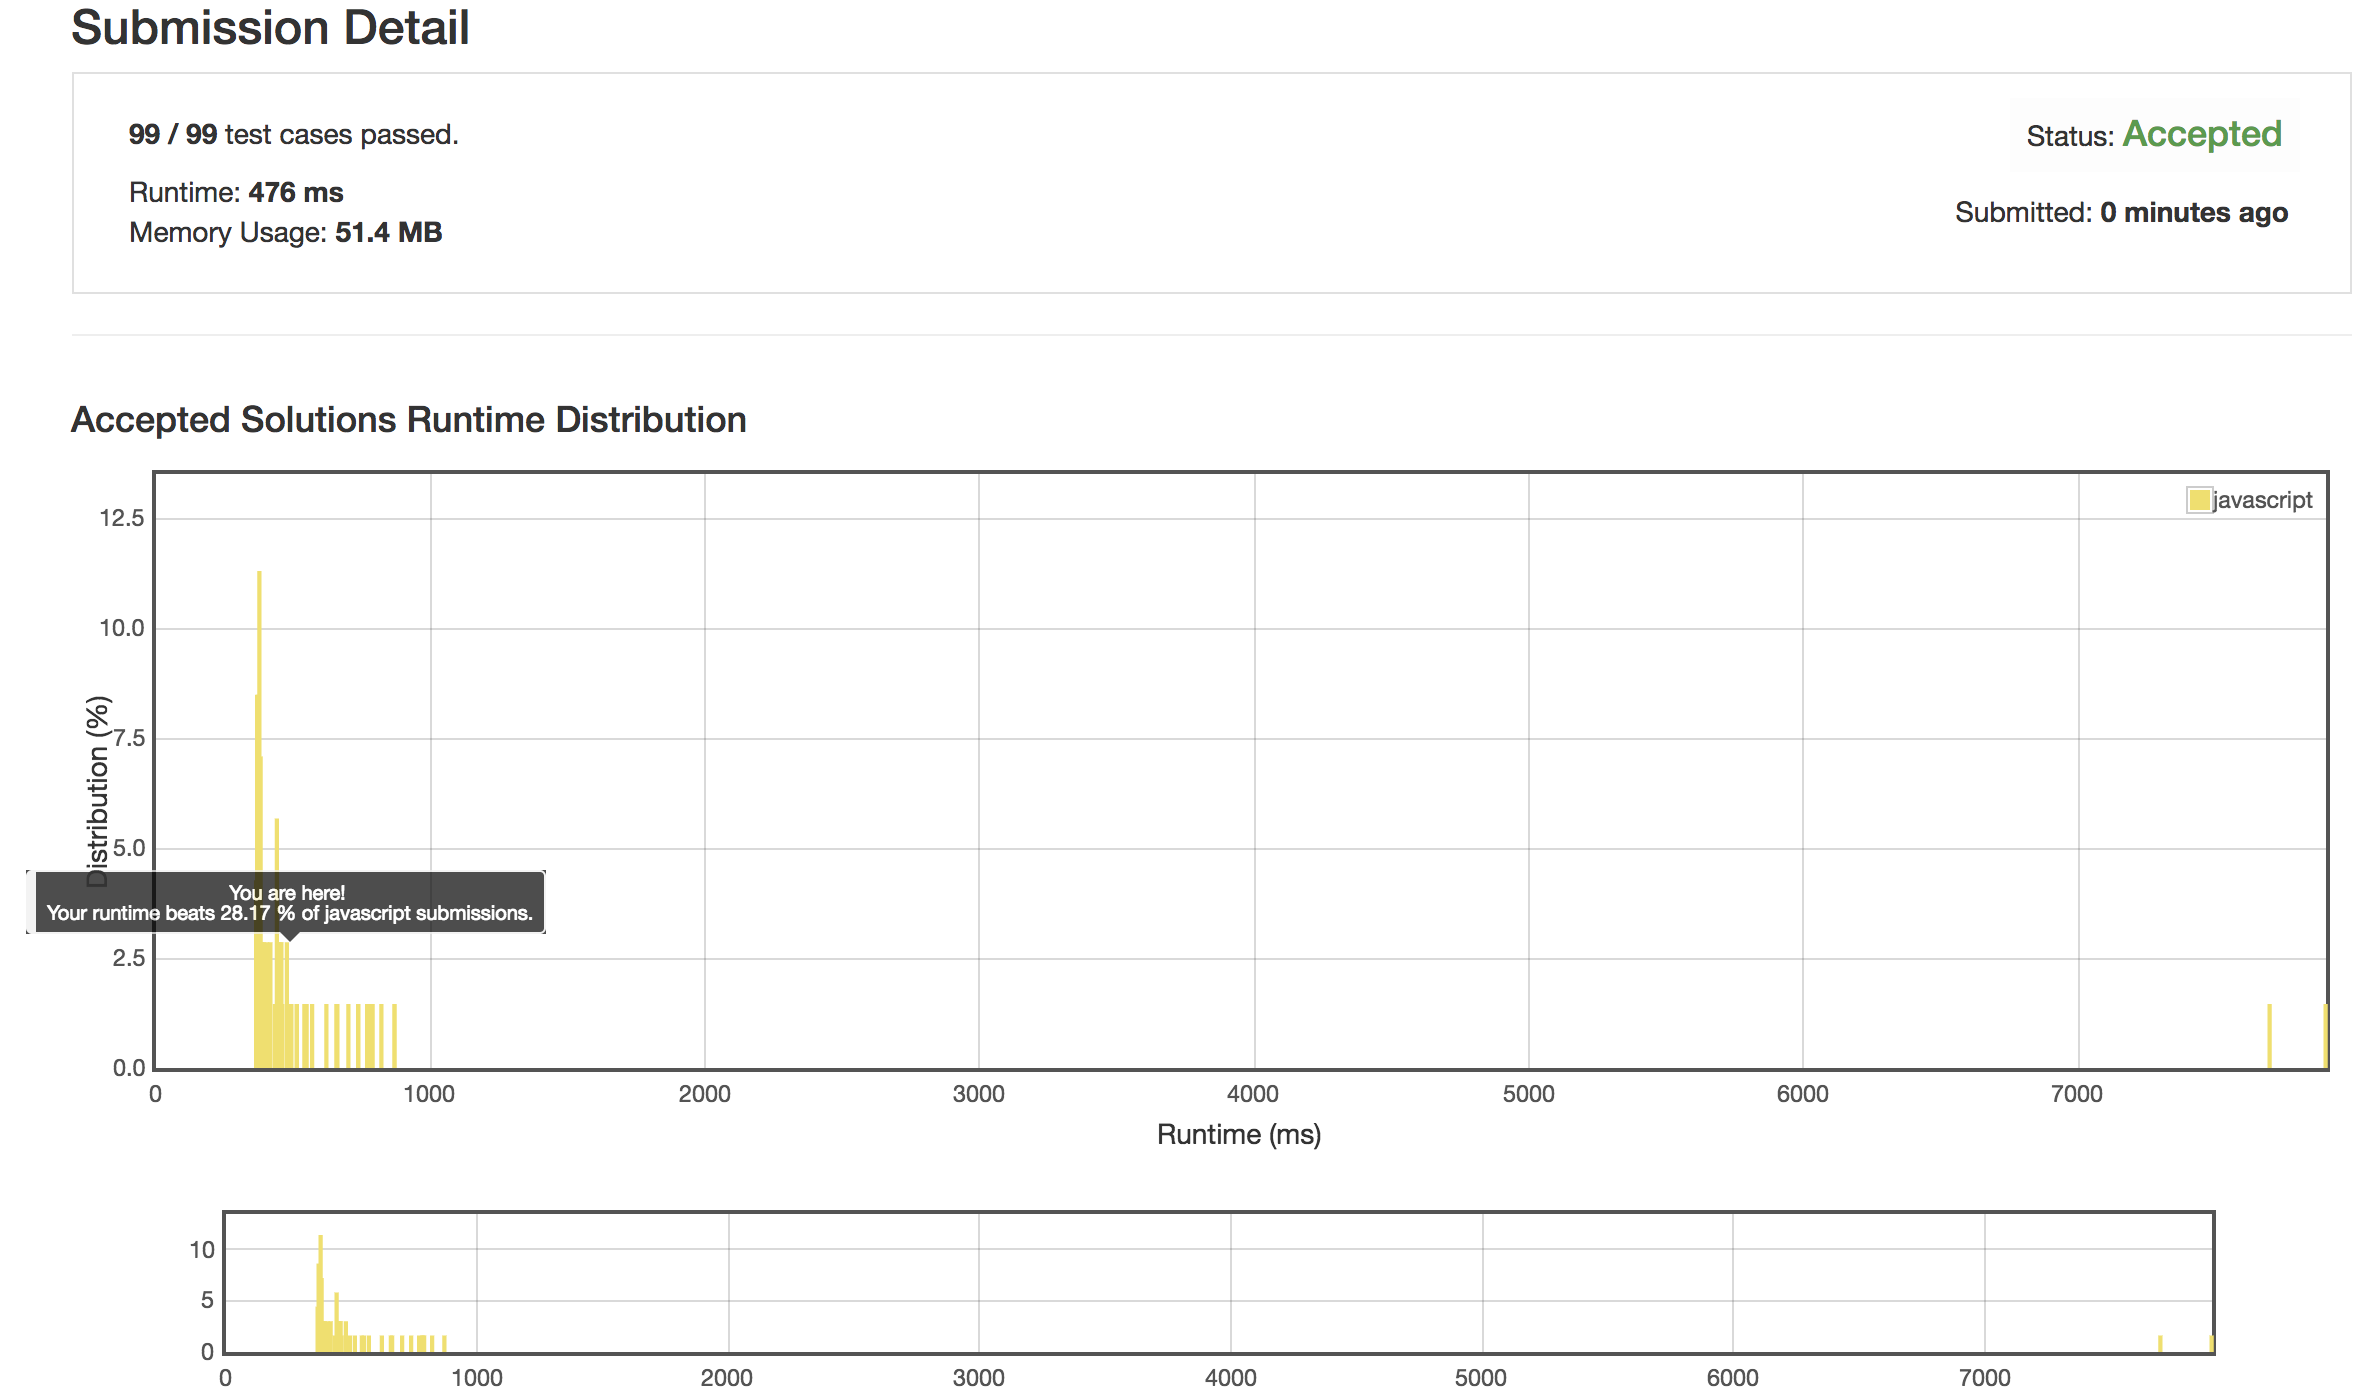 Submission Detail
99 / 99 test cases passed.
Status: Accepted
Runtime: 476 ms
Memory Usage: 51.4 MB
Submitted: 0 minutes ago
Accepted Solutions Runtime Distribution
javascript
12.5
10.0
7.5
5.0
2.5
0.0
Distribution (%)
You are here!
Your runtime beats 28.17 % of javascript submissions.
0 1000 2000 3000 4000 5000 6000 7000
Runtime (ms)
10
5
0
0 1000 2000 3000 4000 5000 6000 7000